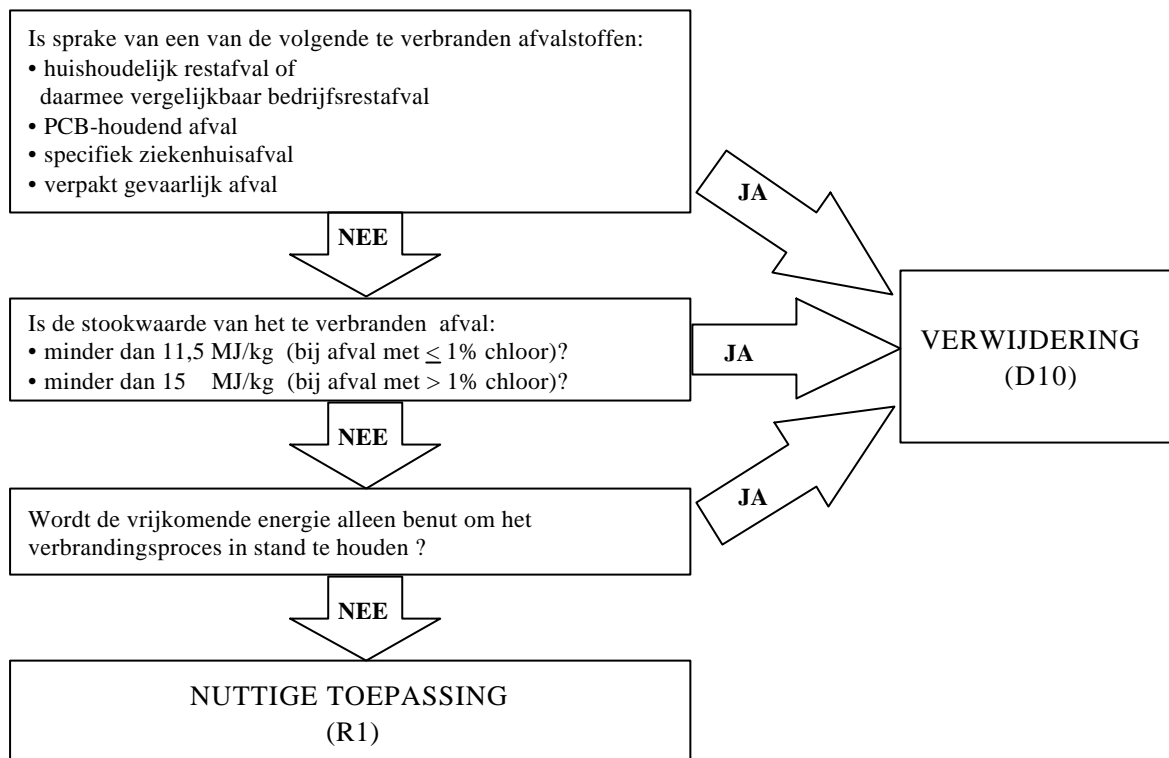 Is sprake van een van de volgende te verbranden afvalstoffen:
• huishoudelijk restafval of
daarmee vergelijkbaar bedrijfsrestafval
• PCB-houdend afval
• specifiek ziekenhuisafval
• verpakt gevaarlijk afval
JA
NEE
Is de stookwaarde van het te verbranden afval:
• minder dan 11,5 MJ/kg (bij afval met ≤ 1% chloor)?
• minder dan 15 MJ/kg (bij afval met > 1% chloor)?
JA
VERWIJDERING
(D10)
NEE
Wordt de vrijkomende energie alleen benut om het
verbrandingsproces in stand te houden ?
JA
NEE
NUTTIGE TOEPASSING
(R1)